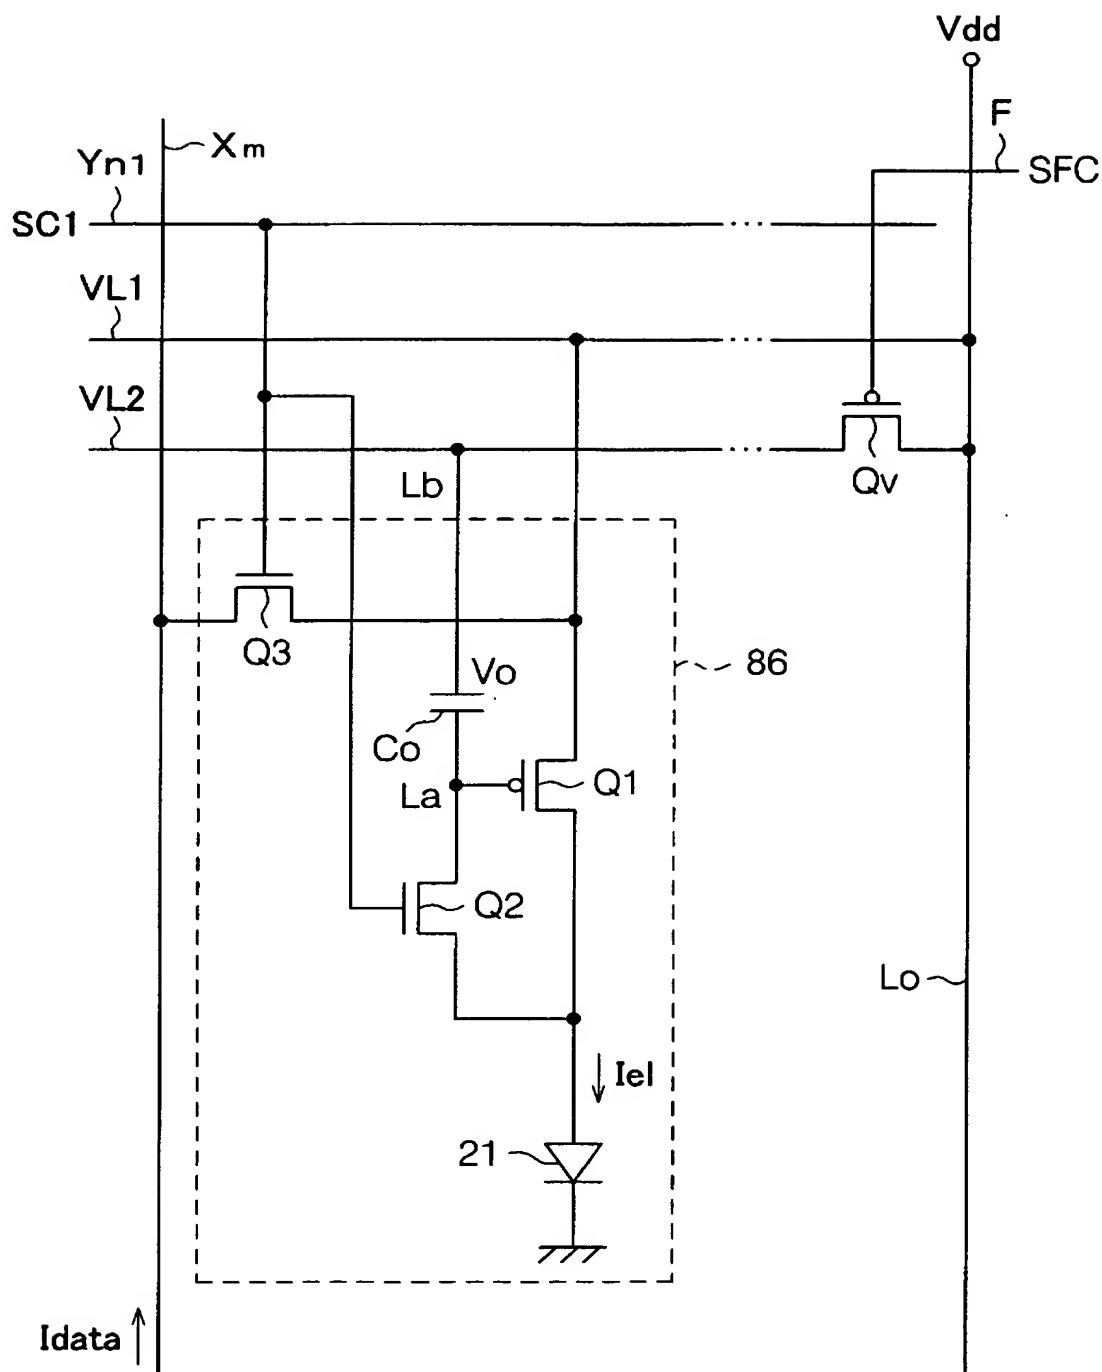 Vdd
F
Xm
Yn1
SFC
SC1
VL1
VL2
Lb
Qv
Q3
Vo
86
Co
La
Q1
Q2
Lo
Iel
21
Idata